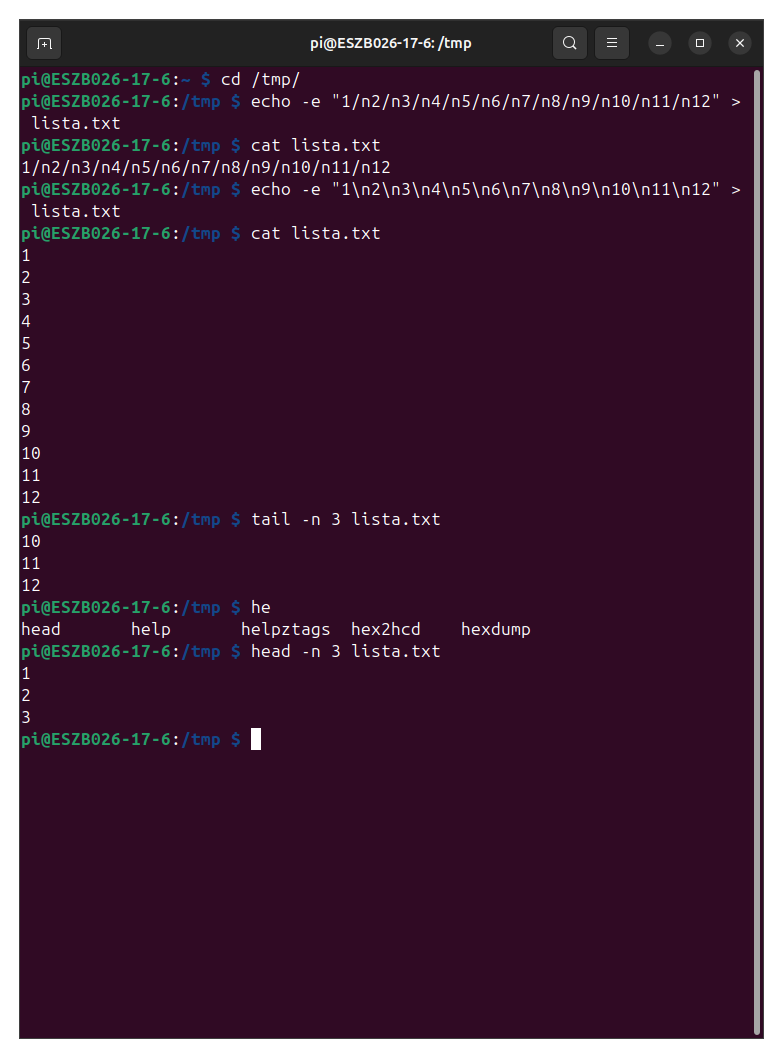 pi@ESZB026-17-6: /tmp
pi@ESZB026-17-6:~ $ cd /tmp/
pi@ESZB026-17-6:/tmp $ echo -e "1/n2/n3/n4/n5/n6/n7/n8/n9/n10/n11/n12" >
 lista.txt
pi@ESZB026-17-6:/tmp $ cat lista.txt
1/n2/n3/n4/n5/n6/n7/n8/n9/n10/n11/n12
pi@ESZB026-17-6:/tmp $ echo -e "1\n2\n3\n4\n5\n6\n7\n8\n9\n10\n11\n12" >
 lista.txt
pi@ESZB026-17-6:/tmp $ cat lista.txt
1
2
3
4
5
6
7
8
9
10
11
12
pi@ESZB026-17-6:/tmp $ tail -n 3 lista.txt
10
11
12
pi@ESZB026-17-6:/tmp $ he
head       help       helpztags  hex2hcd    hexdump
pi@ESZB026-17-6:/tmp $ head -n 3 lista.txt
1
2
3
pi@ESZB026-17-6:/tmp $